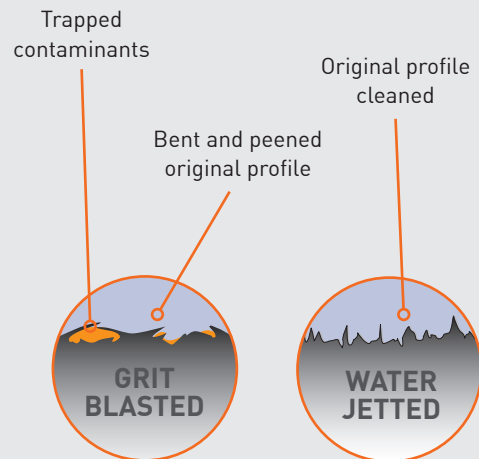 Trapped
contaminants
Bent and peened
original profile
Original profile
cleaned
GRIT
BLASTED
WATER
JETTED